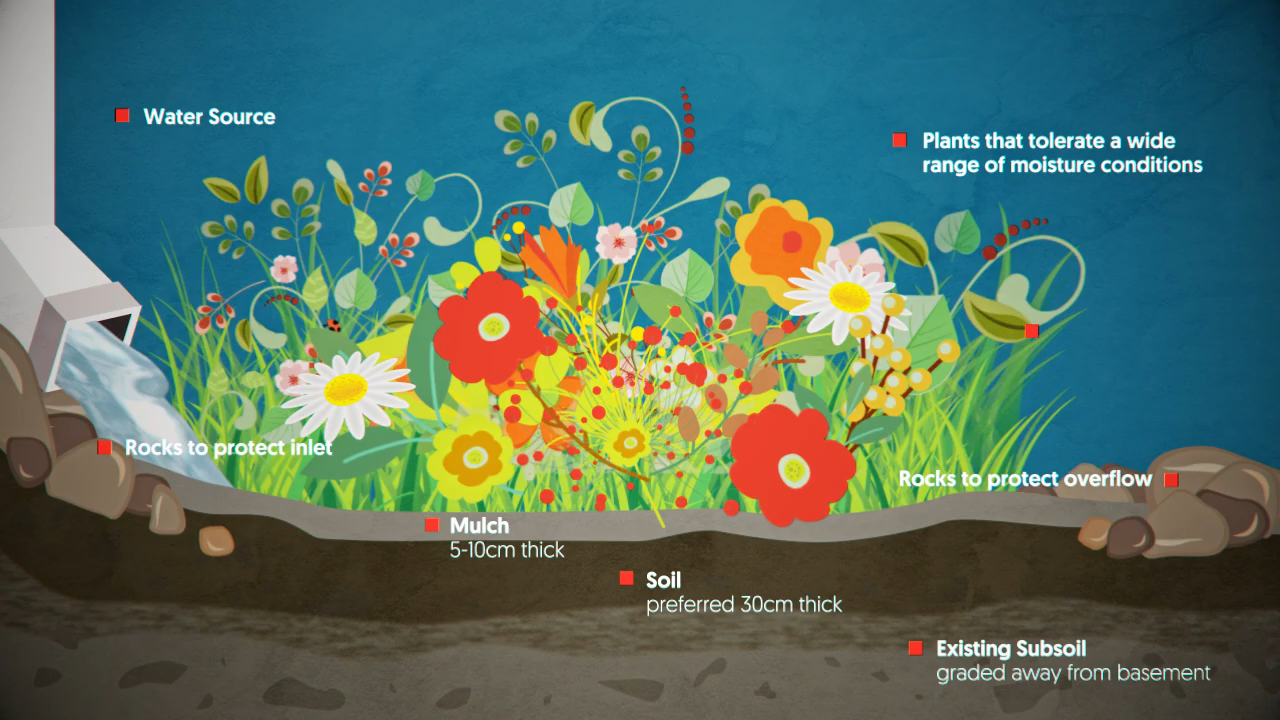 Water Source
Plants that tolerate a wide
range of moisture conditions
Rocks to protect inlet
Rocks to protect overflow
Mulch
5-10cm thick
Soil
preferred 30cm thick
Existing Subsoil
graded away from basement